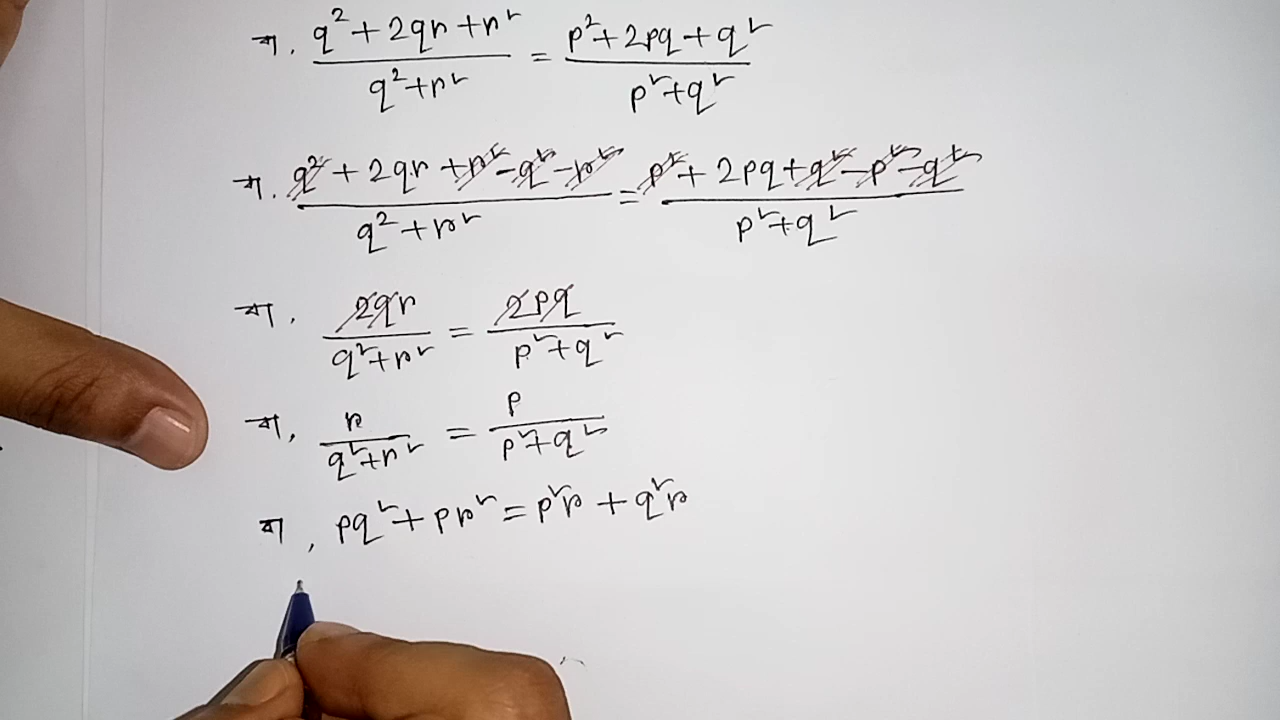 বা, (q² + 2qr + r²)/(q² + r²) = (p² + 2pq + q²)/(p² + q²)
বা, (q² + 2qr + r² - q² - r²)/(q² + r²) = (p² + 2pq + q² - p² - q²)/(p² + q²)
বা, 2qr/(q² + r²) = 2pq/(p² + q²)
বা, r/(q² + r²) = p/(p² + q²)
বা, pq² + pr² = p²r + q²r